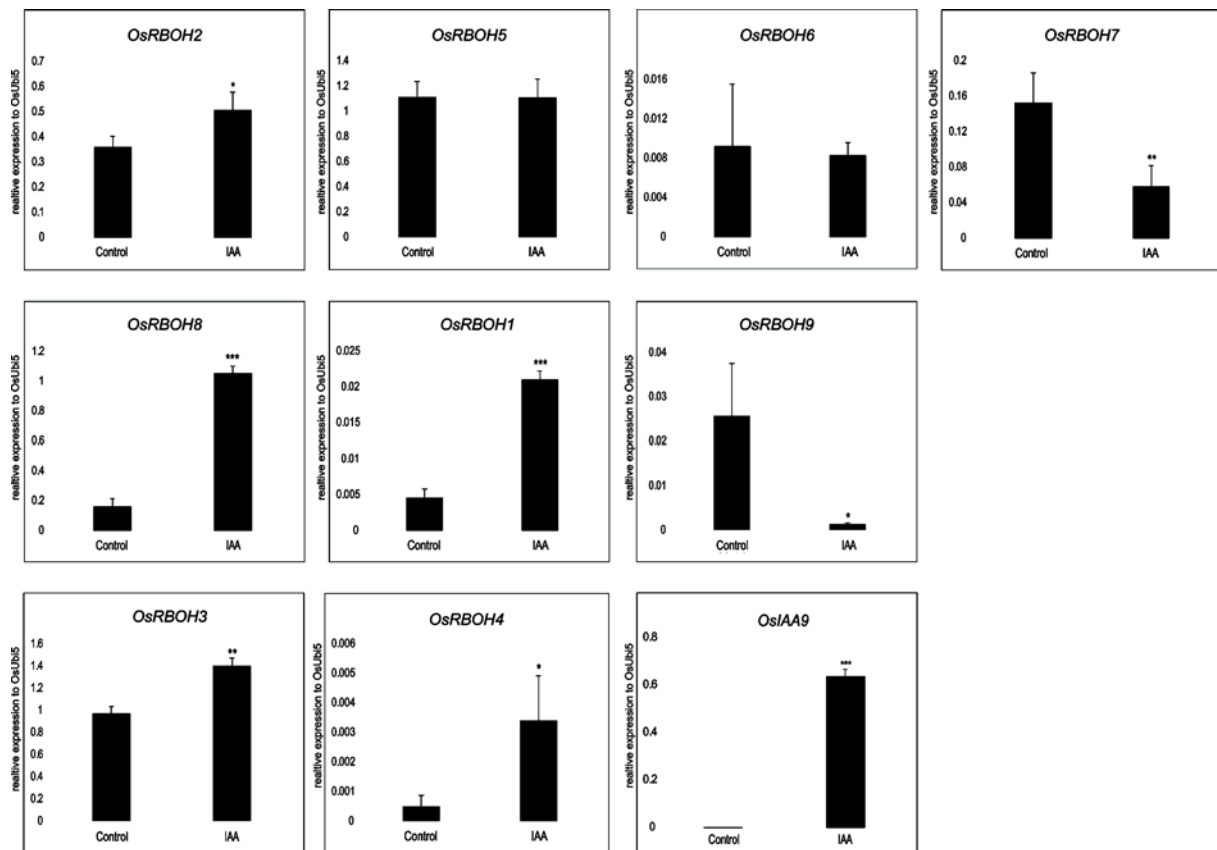 OsRBOH2
realtive expression to OsUbi5
0.7
0.6
0.5
0.4
0.3
0.2
0.1
0
*
Control IAA
OsRBOH5
realtive expression to OsUbi5
1.4
1.2
1
0.8
0.6
0.4
0.2
0
Control IAA
OsRBOH6
realtive expression to OsUbi5
0.016
0.012
0.008
0.004
0
Control IAA
OsRBOH7
realtive expression to OsUbi5
0.2
0.16
0.12
0.08
0.04
0
**
Control IAA
OsRBOH8
realtive expression to OsUbi5
1.2
1
0.8
0.6
0.4
0.2
0
***
Control IAA
OsRBOH1
realtive expression to OsUbi5
0.025
0.02
0.015
0.01
0.005
0
***
Control IAA
OsRBOH9
realtive expression to OsUbi5
0.04
0.03
0.02
0.01
0
*
Control IAA
OsRBOH3
realtive expression to OsUbi5
1.6
1.4
1.2
1
0.8
0.6
0.4
0.2
0
**
Control IAA
OsRBOH4
realtive expression to OsUbi5
0.006
0.005
0.004
0.003
0.002
0.001
0
*
Control IAA
OsIAA9
realtive expression to OsUbi5
0.8
0.6
0.4
0.2
0
***
Control IAA